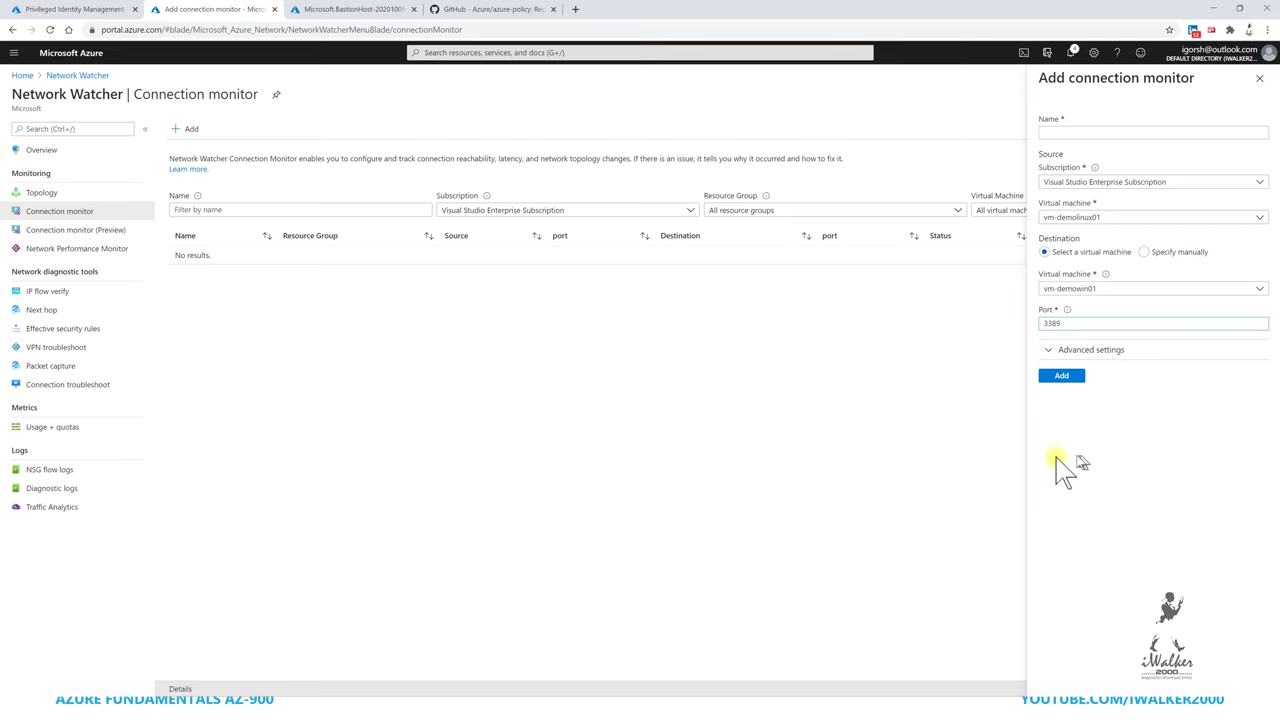 Privileged Identity Management
Add connection monitor - Micros
Microsoft.BastionHost-20201009
GitHub - Azure/azure-policy: Re
portal.azure.com/#blade/Microsoft_Azure_Network/NetworkWatcherMenuBlade/connectionMonitor
Microsoft Azure
Search resources, services, and docs (G+/)
igorsh@outlook.com
DEFAULT DIRECTORY (IWALKER2...
Home > Network Watcher
Network Watcher | Connection monitor
Microsoft
Search (Ctrl+/)
Overview
Monitoring
Topology
Connection monitor
Connection monitor (Preview)
Network Performance Monitor
Network diagnostic tools
IP flow verify
Next hop
Effective security rules
VPN troubleshoot
Packet capture
Connection troubleshoot
Metrics
Usage + quotas
Logs
NSG flow logs
Diagnostic logs
Traffic Analytics
Add
Network Watcher Connection Monitor enables you to configure and track connection reachability, latency, and network topology changes. If there is an issue, it tells you why it occurred and how to fix it.
Learn more.
Name Subscription Resource Group Virtual Machine
Filter by name Visual Studio Enterprise Subscription All resource groups All virtual mach
Name Resource Group Source port Destination port Status
No results.
Details
Add connection monitor
Name *
Source
Subscription *
Visual Studio Enterprise Subscription
Virtual machine *
vm-demolinux01
Destination
Select a virtual machine Specify manually
Virtual machine *
vm-demowin01
Port *
3389
Advanced settings
Add
iWalker
2000
AZURE FUNDAMENTALS AZ-900
YOUTUBE.COM/IWALKER2000